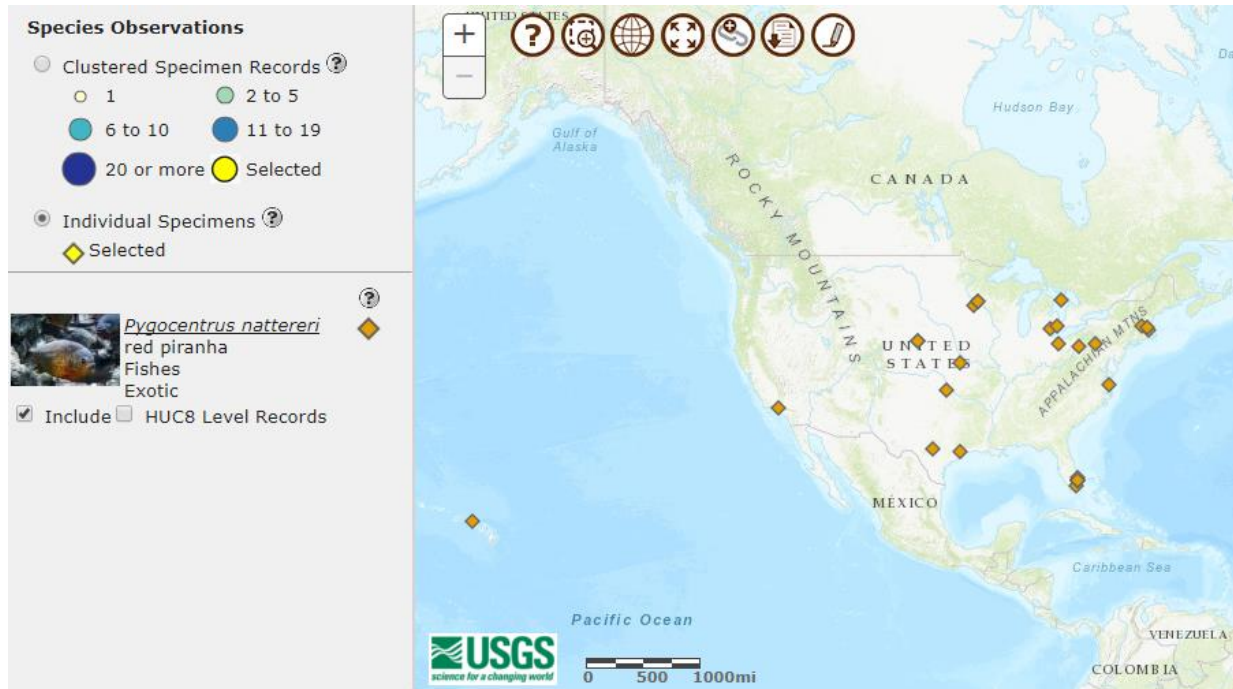 Species Observations
Clustered Specimen Records ?
1
2 to 5
6 to 10
11 to 19
20 or more
Selected
Individual Specimens ?
Selected
?
Pygocentrus nattereri
red piranha
Fishes
Exotic
Include
HUC8 Level Records
+
−
?
UNITED STATES
Hudson Bay
Gulf of
Alaska
CANADA
ROCKY MOUNTAINS
UNITED
STATES
APPALACHIAN MTNS
MÉXICO
Caribbean Sea
Pacific Ocean
VENEZUELA
COLOMBIA
USGS
science for a changing world
0 500 1000mi